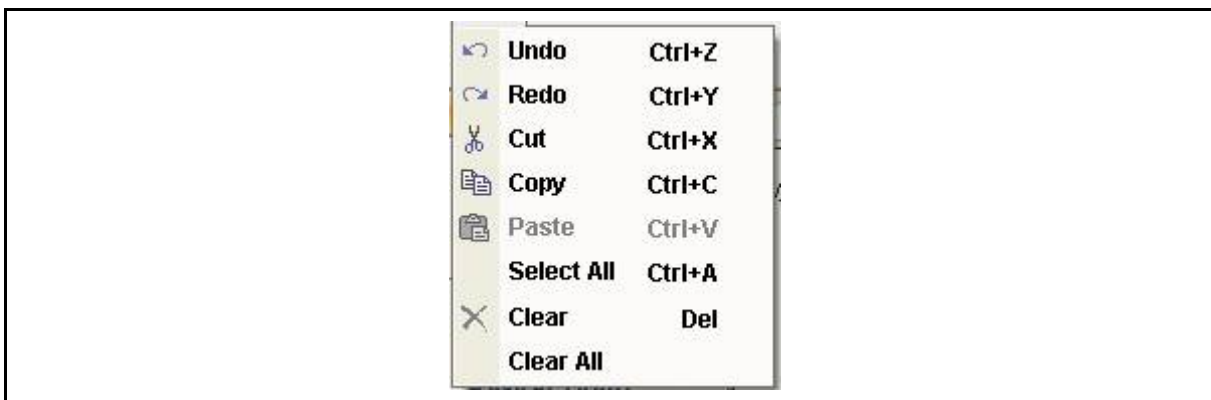 Undo Ctrl+Z
Redo Ctrl+Y
Cut Ctrl+X
Copy Ctrl+C
Paste Ctrl+V
Select All Ctrl+A
Clear Del
Clear All